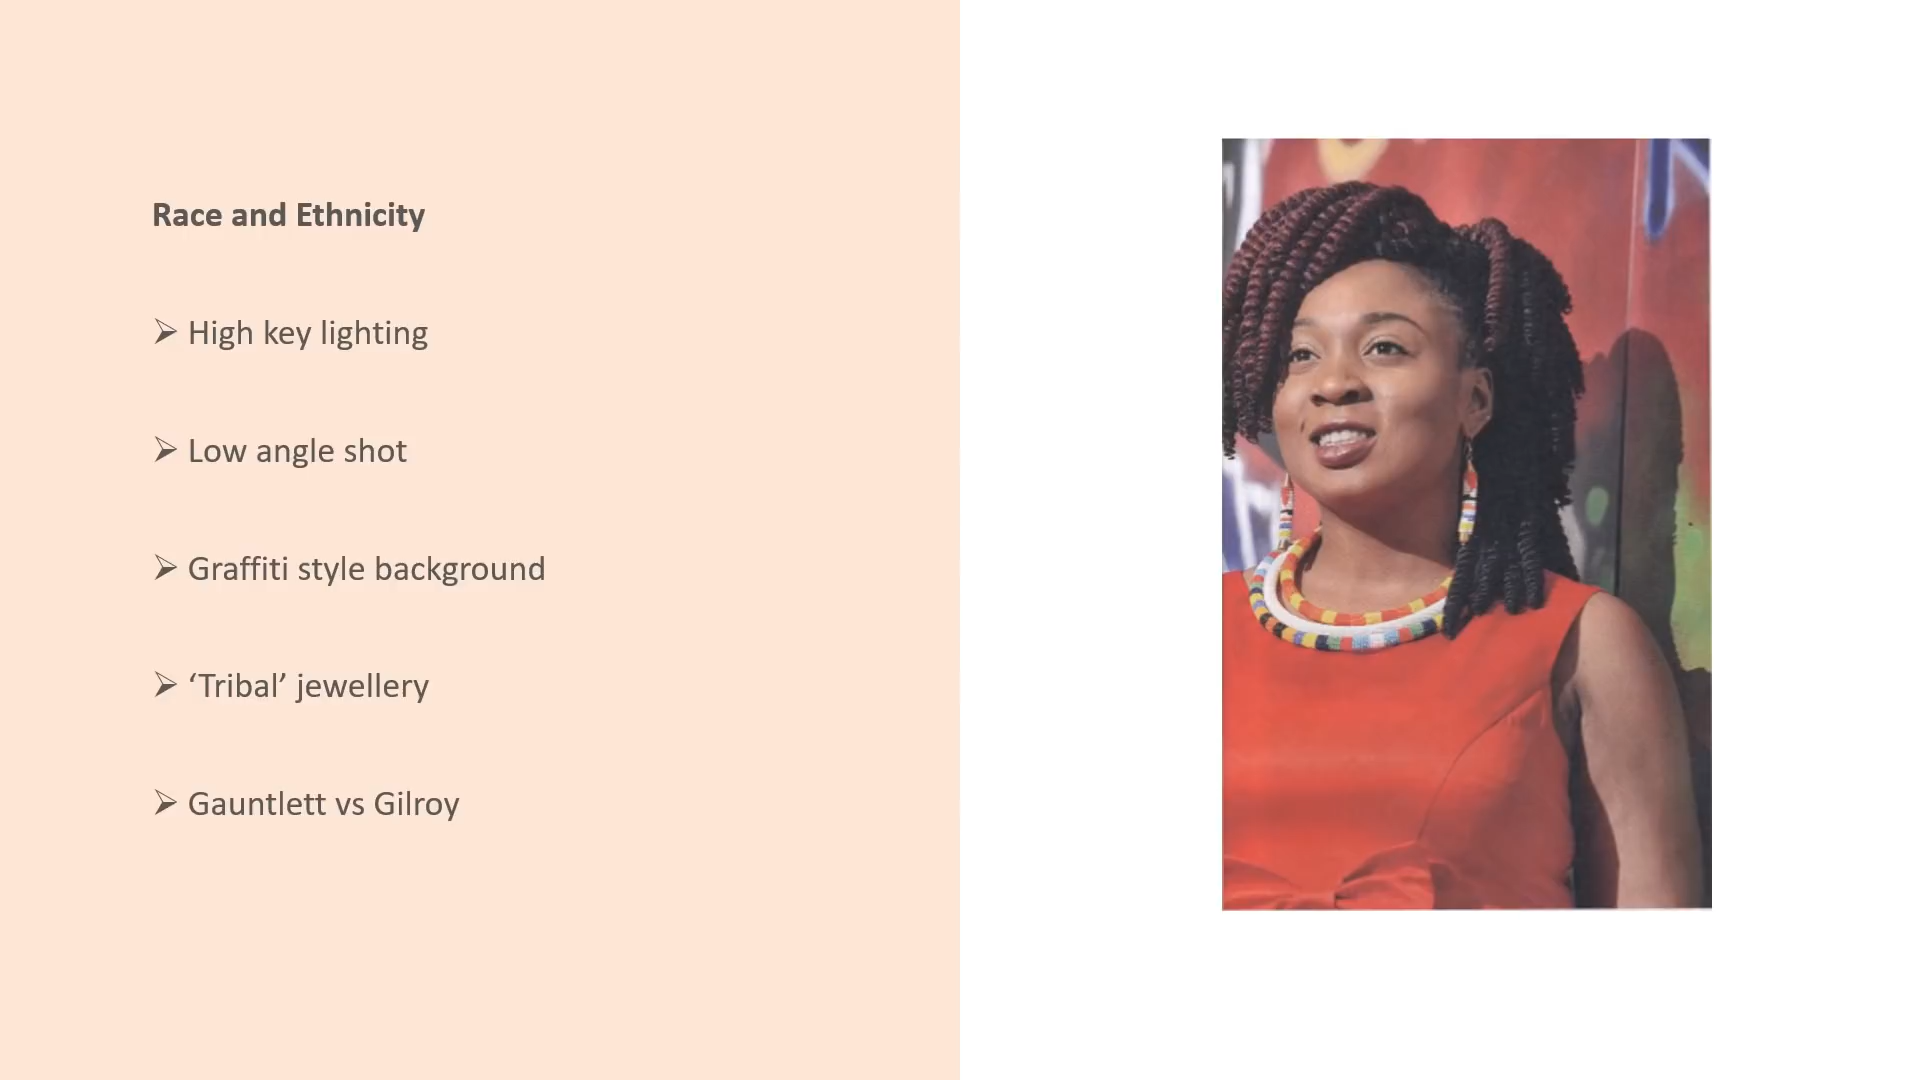 Race and Ethnicity
➢ High key lighting
➢ Low angle shot
➢ Graffiti style background
➢ ‘Tribal’ jewellery
➢ Gauntlett vs Gilroy